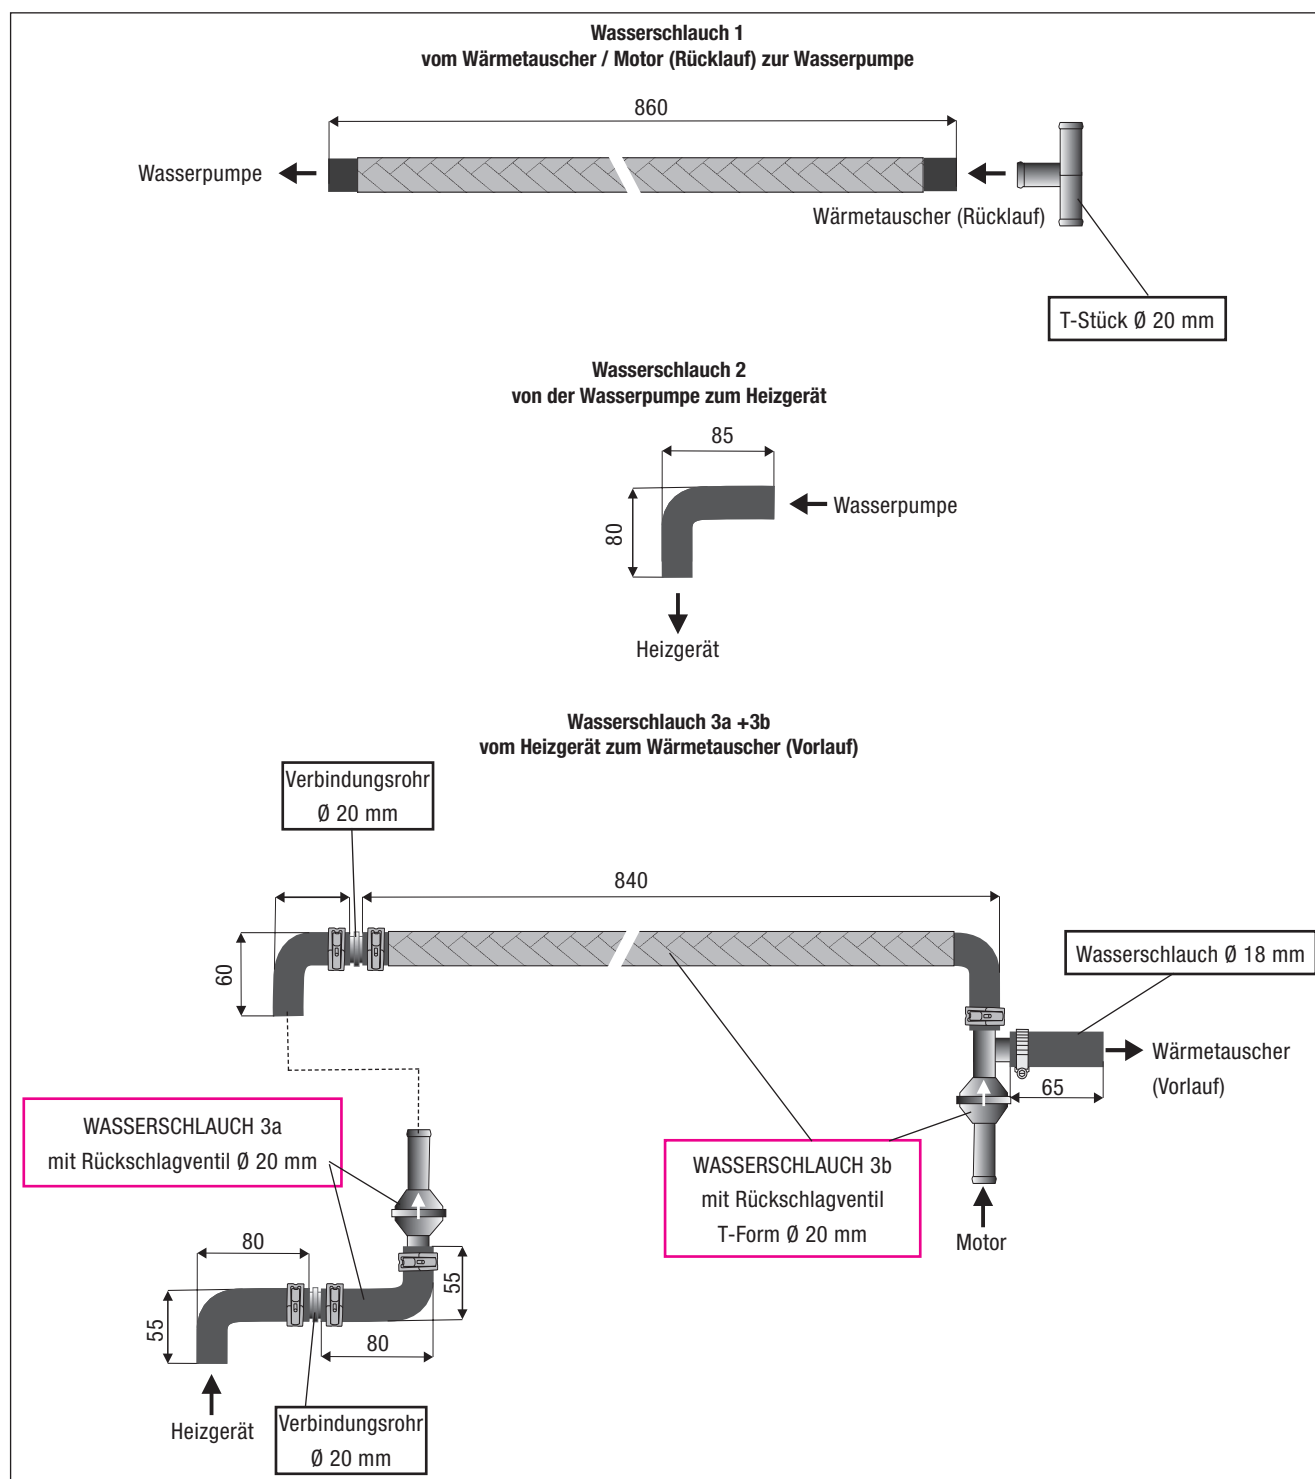 Wasserschlauch 1
vom Wärmetauscher / Motor (Rücklauf) zur Wasserpumpe
860
Wasserpumpe
Wärmetauscher (Rücklauf)
T-Stück Ø 20 mm
Wasserschlauch 2
von der Wasserpumpe zum Heizgerät
85
80
Wasserpumpe
Heizgerät
Wasserschlauch 3a +3b
vom Heizgerät zum Wärmetauscher (Vorlauf)
Verbindungsrohr
Ø 20 mm
840
60
Wasserschlauch Ø 18 mm
Wärmetauscher
(Vorlauf)
65
WASSERSCHLAUCH 3a
mit Rückschlagventil Ø 20 mm
WASSERSCHLAUCH 3b
mit Rückschlagventil
T-Form Ø 20 mm
Motor
80
55
55
80
Heizgerät
Verbindungsrohr
Ø 20 mm